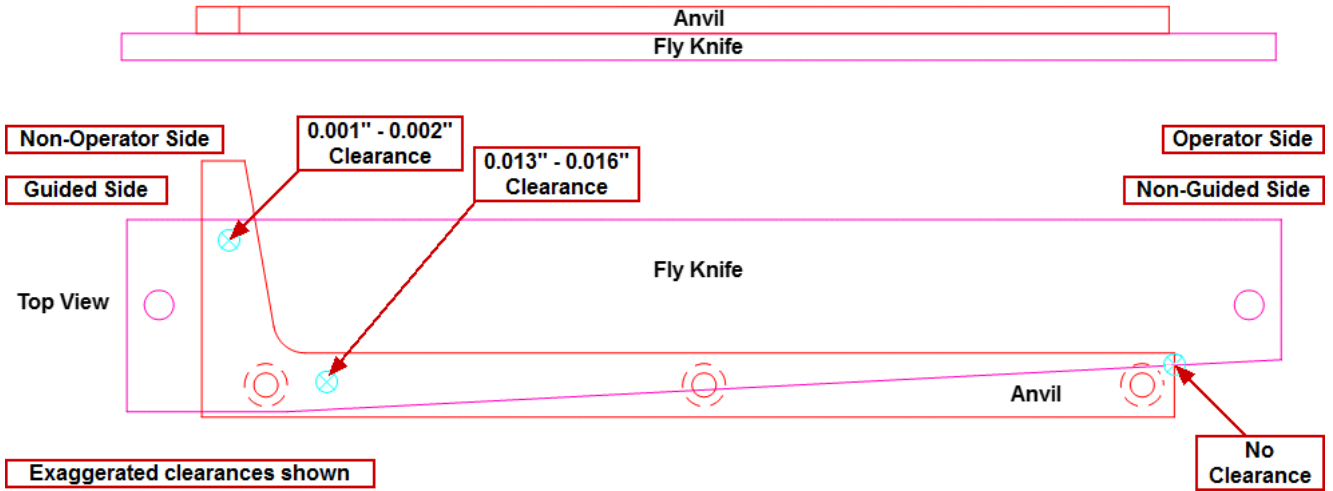 Anvil
Fly Knife
Non-Operator Side
0.001" - 0.002"
Clearance
0.013" - 0.016"
Clearance
Operator Side
Guided Side
Non-Guided Side
Fly Knife
Top View
Anvil
No
Clearance
Exaggerated clearances shown